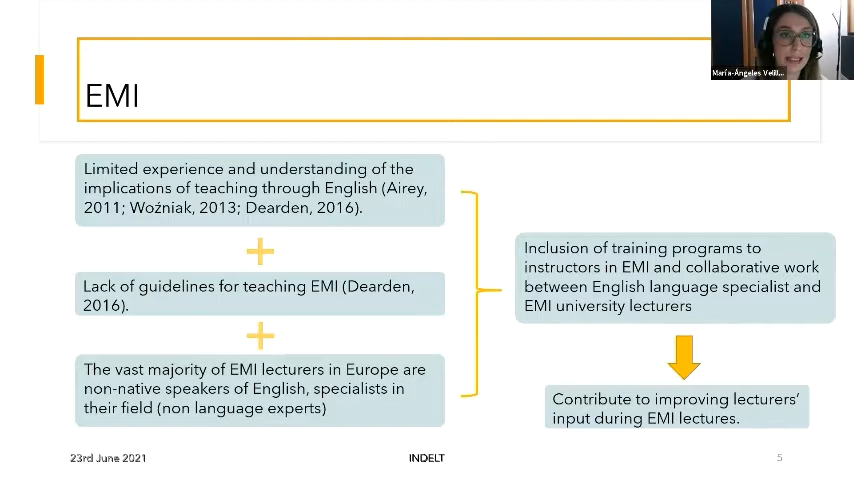 María-Ángeles Velill...
EMI
Limited experience and understanding of the
implications of teaching through English (Airey,
2011; Woźniak, 2013; Dearden, 2016).
Lack of guidelines for teaching EMI (Dearden,
2016).
The vast majority of EMI lecturers in Europe are
non-native speakers of English, specialists in
their field (non language experts)
Inclusion of training programs to
instructors in EMI and collaborative work
between English language specialist and
EMI university lecturers
Contribute to improving lecturers'
input during EMI lectures.
23rd June 2021
INDELT
5